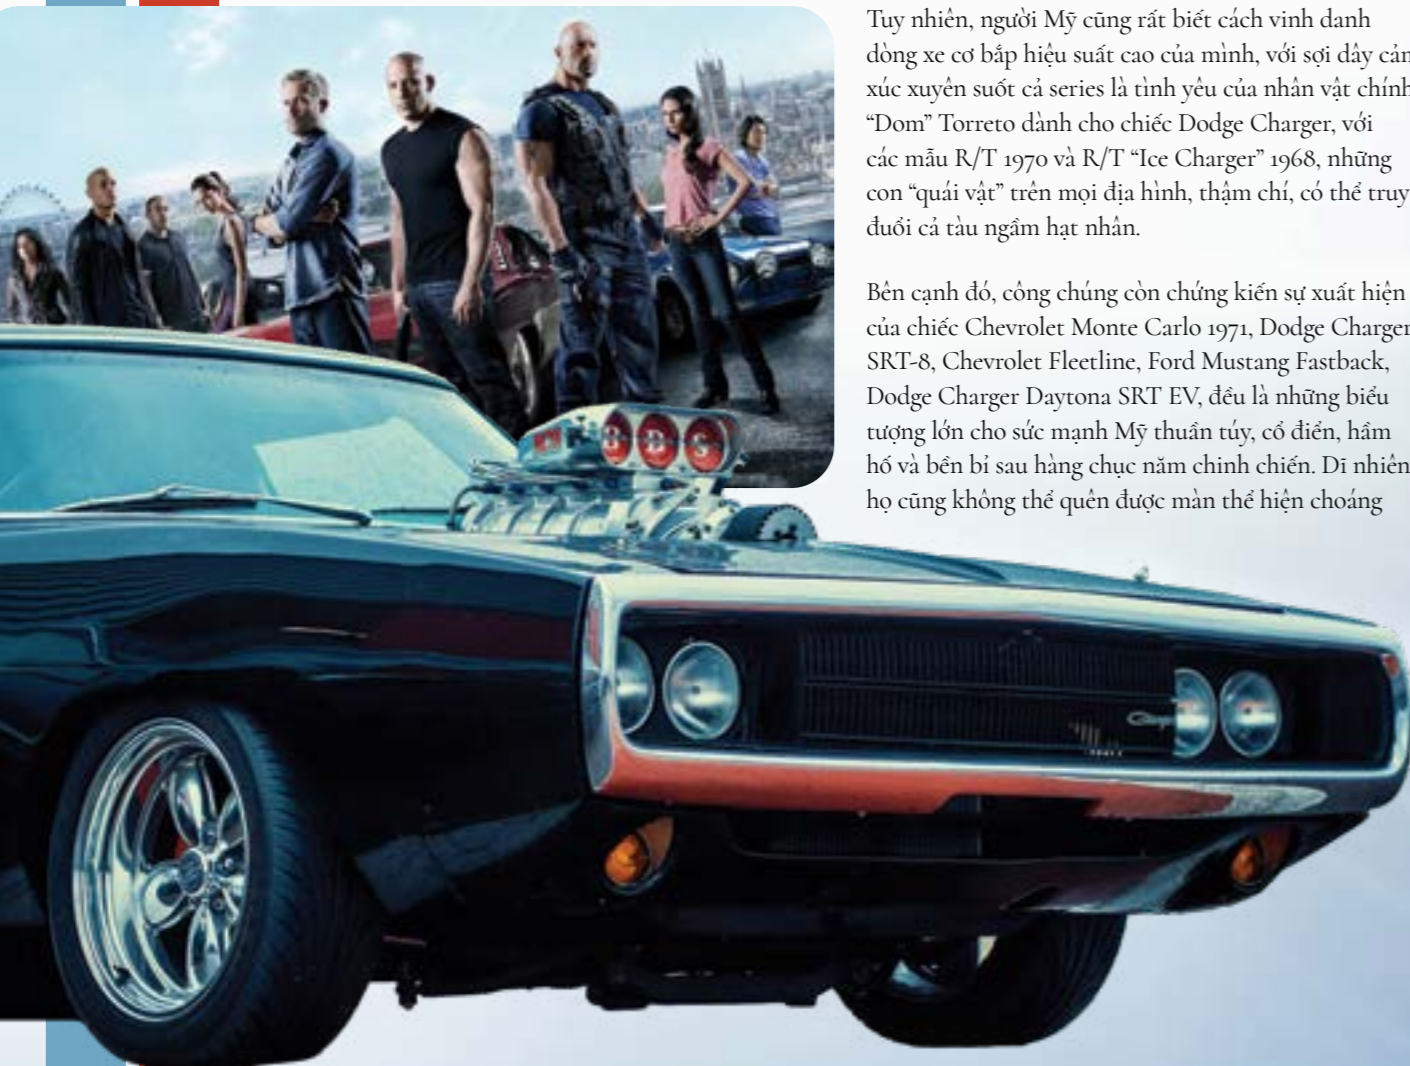 Tuy nhiên, người Mỹ cũng rất biết cách vinh danh
dòng xe cơ bắp hiệu suất cao của mình, với sợi dây cảm
xúc xuyên suốt cả series là tình yêu của nhân vật chính
“Dom” Torreto dành cho chiếc Dodge Charger, với
các mẫu R/T 1970 và R/T “Ice Charger” 1968, những
con “quái vật” trên mọi địa hình, thậm chí, có thể truy
đuổi cả tàu ngầm hạt nhân.
Bên cạnh đó, công chúng còn chứng kiến sự xuất hiện
của chiếc Chevrolet Monte Carlo 1971, Dodge Charger
SRT-8, Chevrolet Fleetline, Ford Mustang Fastback,
Dodge Charger Daytona SRT EV, đều là những biểu
tượng lớn cho sức mạnh Mỹ thuần túy, cổ điển, hầm
hố và bền bỉ sau hàng chục năm chinh chiến. Dĩ nhiên
họ cũng không thể quên được màn thể hiện choáng
BDS